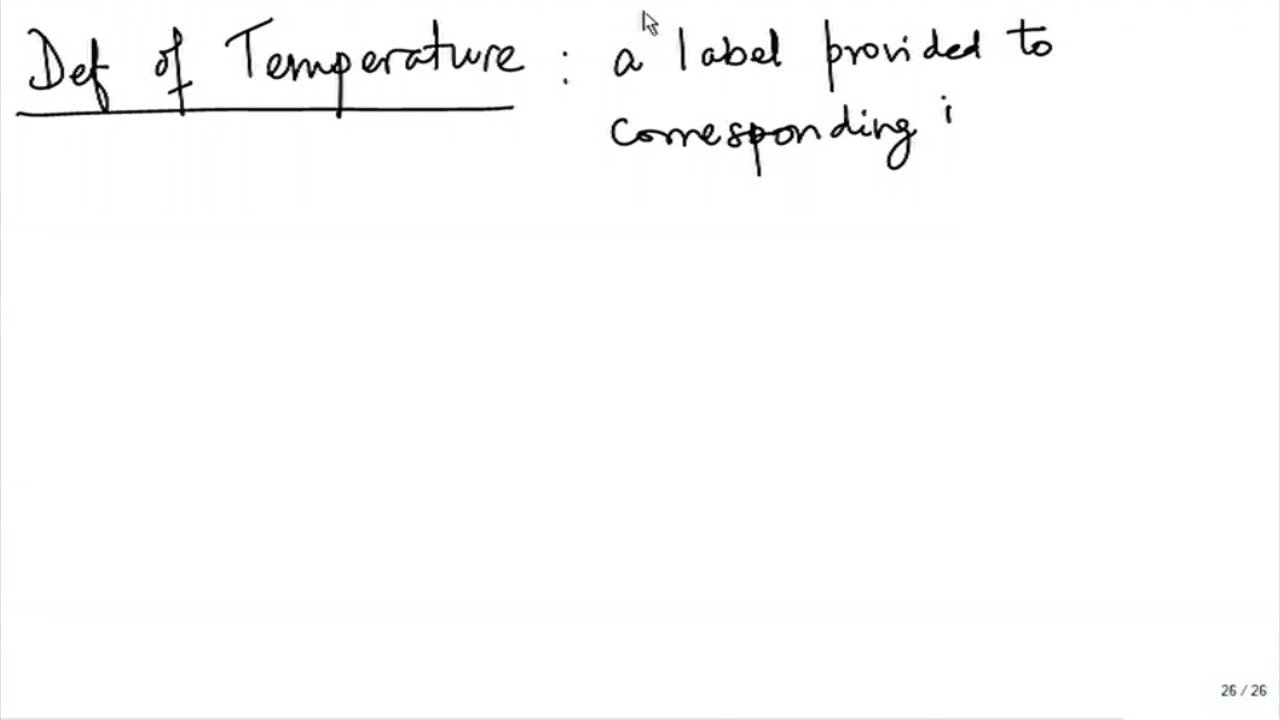 Def of Temperature : a label provided to
corresponding i
26 / 26